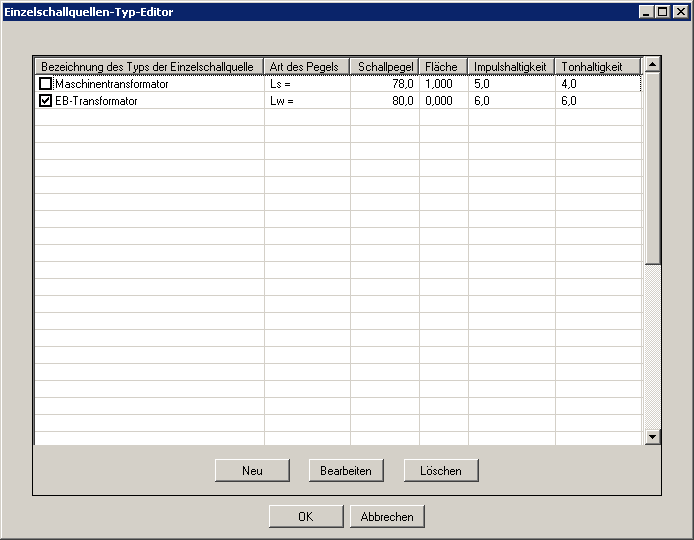 Einzelschallquellen-Typ-Editor
Bezeichnung des Typs der Einzelschallquelle Art des Pegels Schallpegel Fläche Impulshaltigkeit Tonhaltigkeit
Maschinentransformator Ls = 78,0 1,000 5,0 4,0
EB-Transformator Lw = 80,0 0,000 6,0 6,0
Neu Bearbeiten Löschen
OK Abbrechen